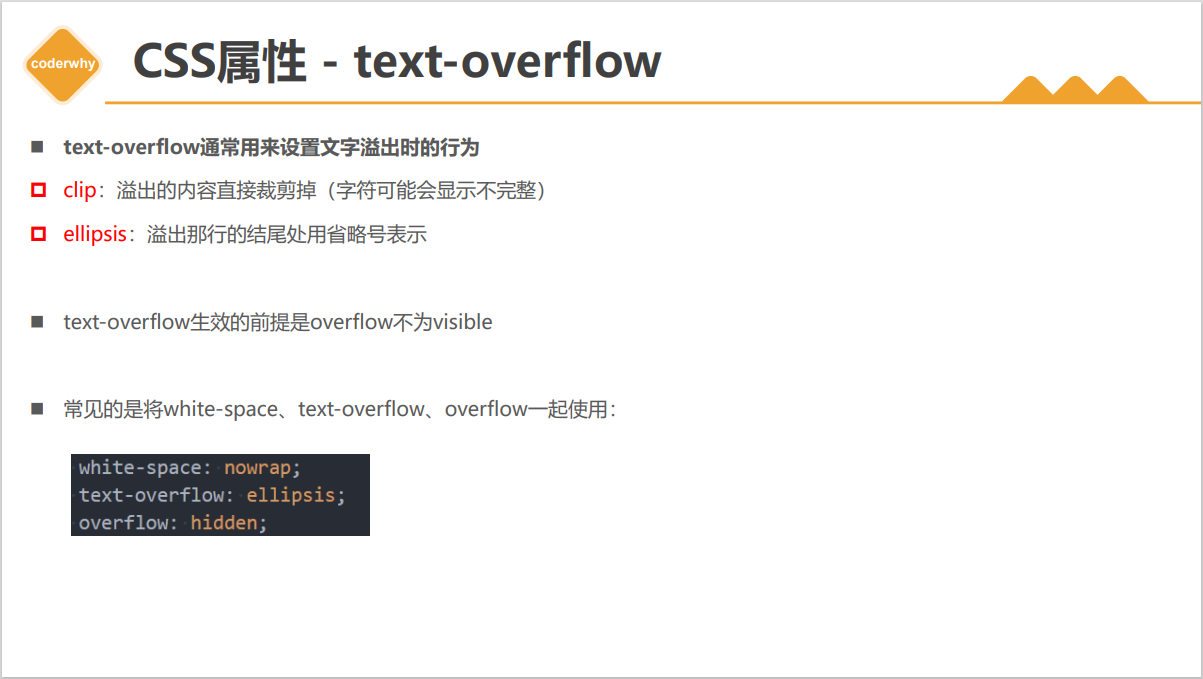 coderwhy
CSS属性 - text-overflow
text-overflow通常用来设置文字溢出时的行为
clip：溢出的内容直接裁剪掉（字符可能会显示不完整）
ellipsis：溢出那行的结尾处用省略号表示
text-overflow生效的前提是overflow不为visible
常见的是将white-space、text-overflow、overflow一起使用：
white-space: nowrap;
text-overflow: ellipsis;
overflow: hidden;